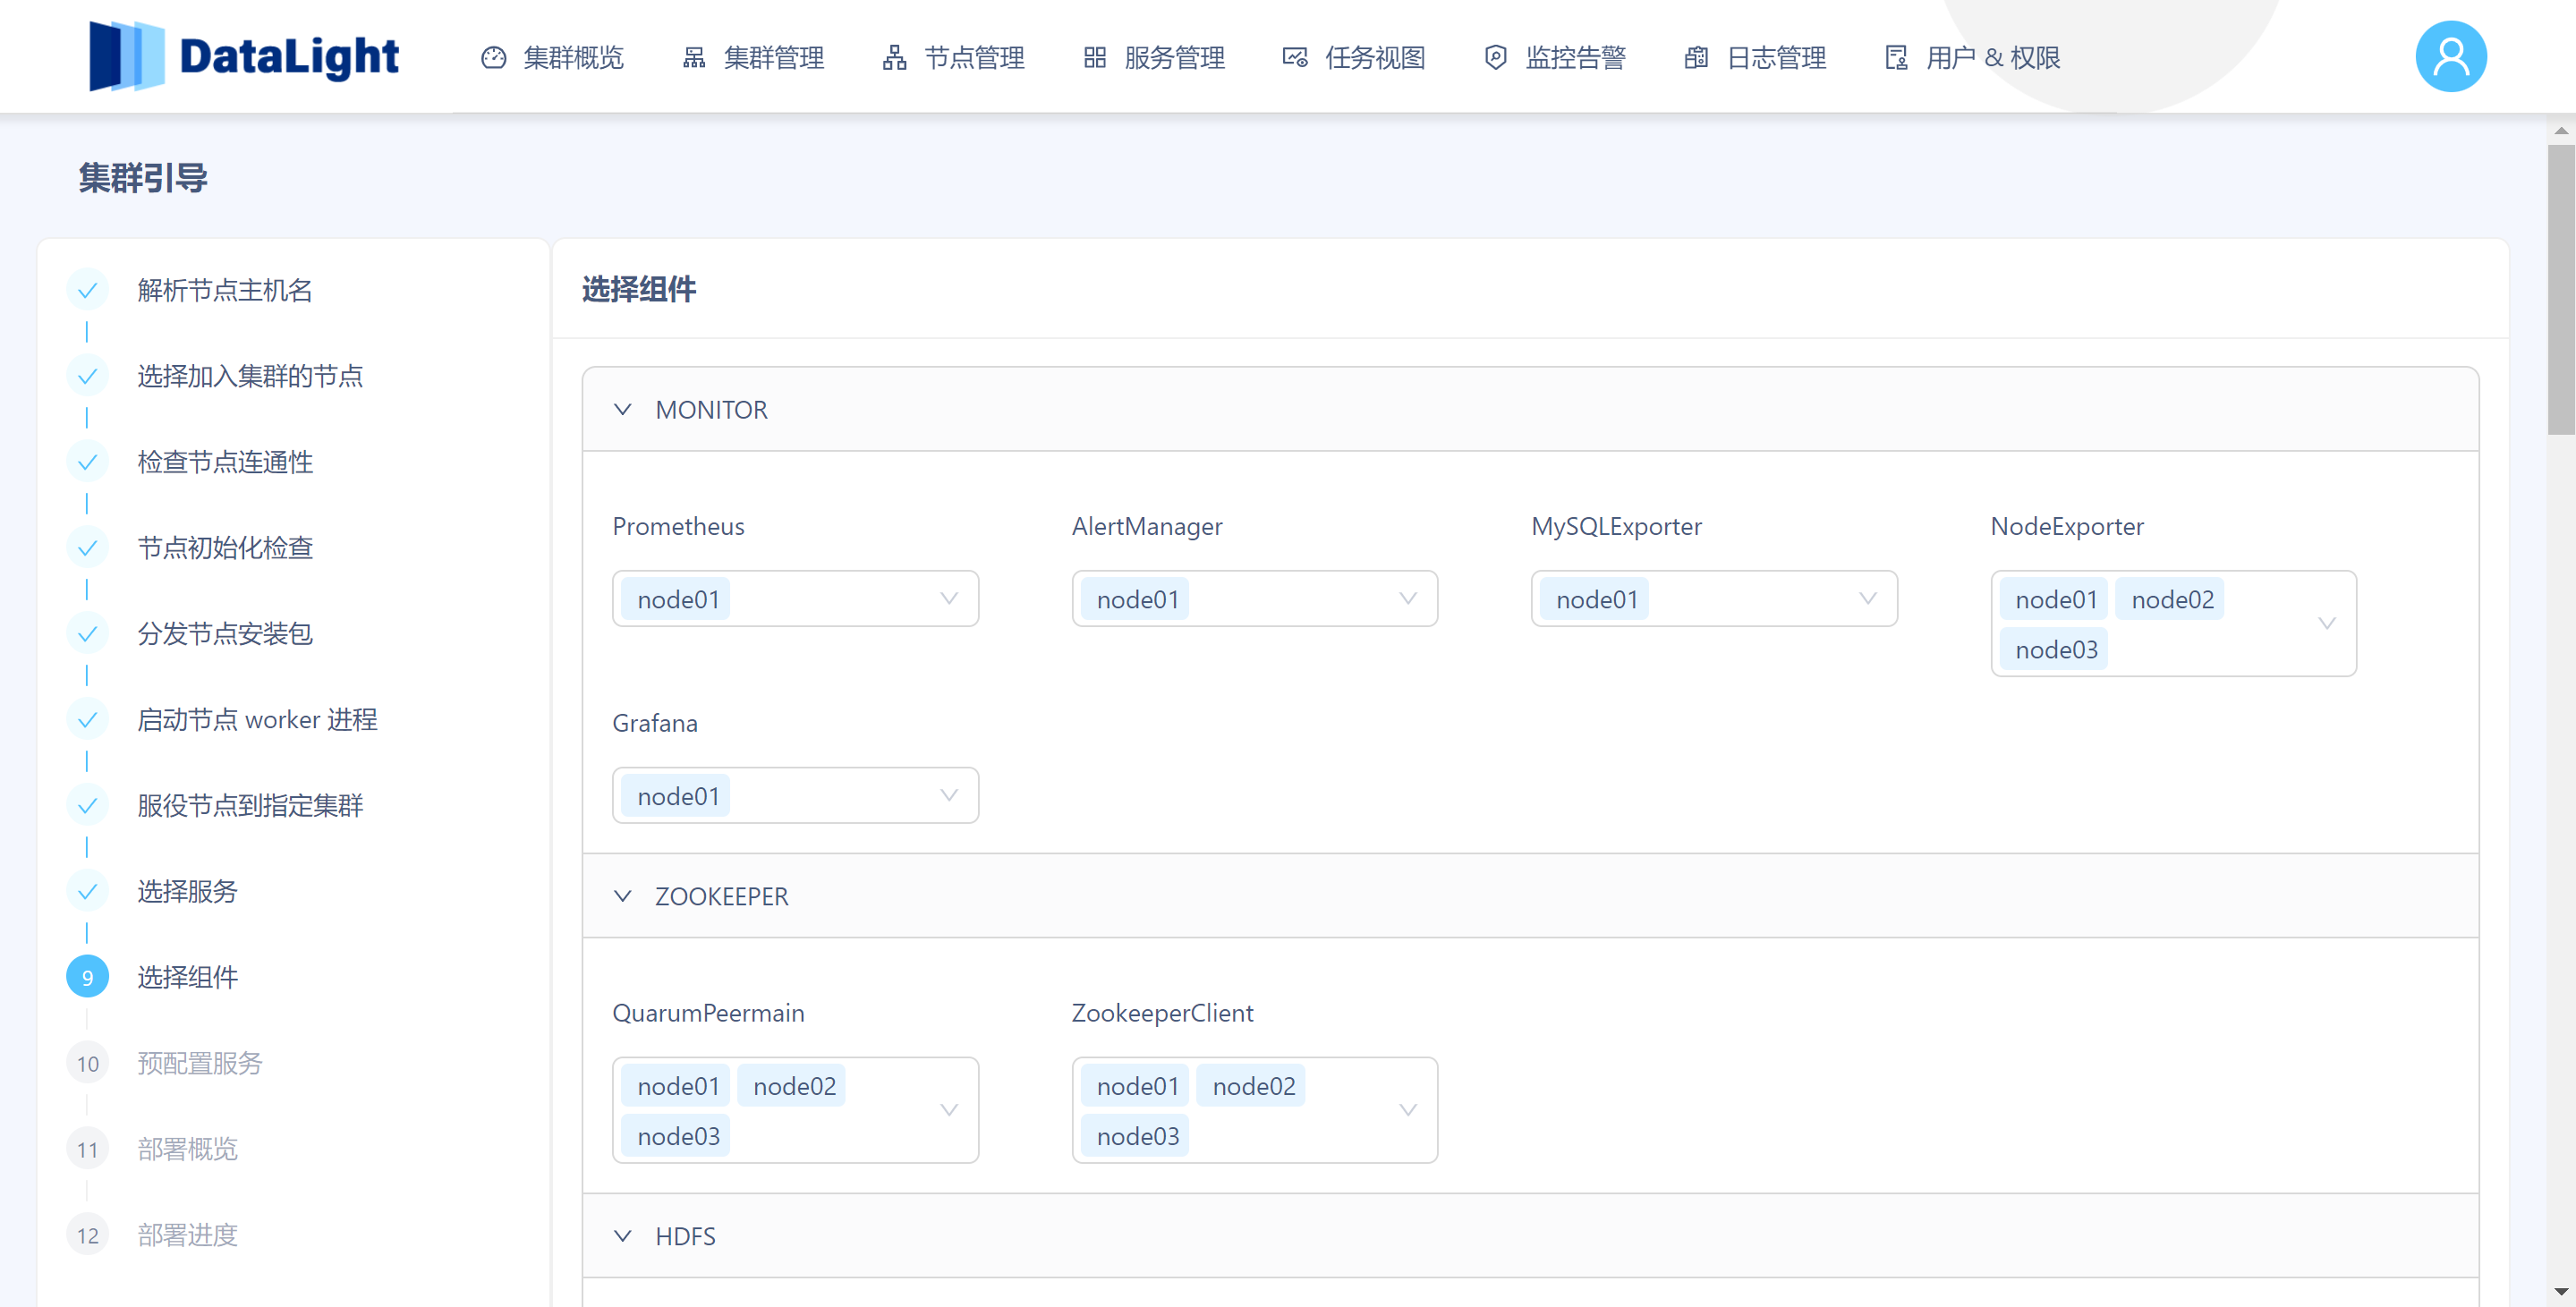 DataLight
集群概览
集群管理
节点管理
服务管理
任务视图
监控告警
日志管理
用户 & 权限
集群引导
解析节点主机名
选择加入集群的节点
检查节点连通性
节点初始化检查
分发节点安装包
启动节点 worker 进程
服役节点到指定集群
选择服务
9 选择组件
10 预配置服务
11 部署概览
12 部署进度
选择组件
MONITOR
Prometheus
node01
AlertManager
node01
MySQLExporter
node01
NodeExporter
node01 node02
node03
Grafana
node01
ZOOKEEPER
QuarumPeermain
node01 node02
node03
ZookeeperClient
node01 node02
node03
HDFS